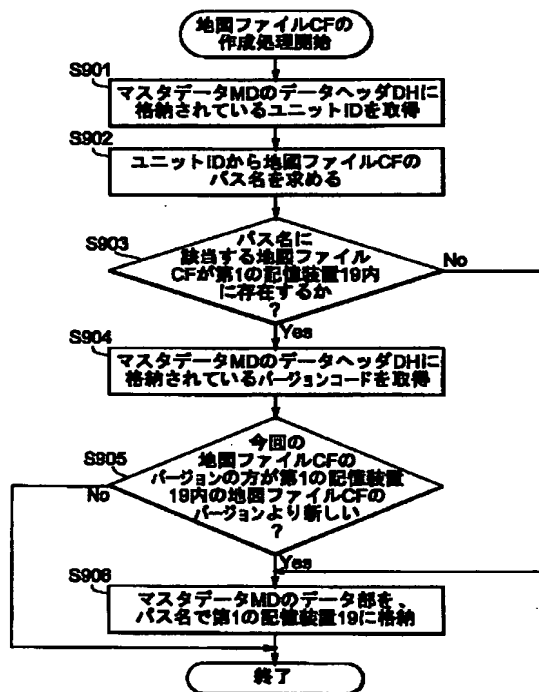 地図ファイルCFの
作成処理開始
S901
マスタデータMDのデータヘッダDHに
格納されているユニットIDを取得
S902
ユニットIDから地図ファイルCFの
パス名を求める
S903
パス名に
該当する地図ファイル
CFが第1の記憶装置19内
に存在するか
?
No
Yes
S904
マスタデータMDのデータヘッダDHに
格納されているバージョンコードを取得
S905
今回の
地図ファイルCFの
バージョンの方が第1の記憶装置
19内の地図ファイルCFの
バージョンより新しい
?
No
Yes
S906
マスタデータMDのデータ部を、
パス名で第1の記憶装置19に格納
終了